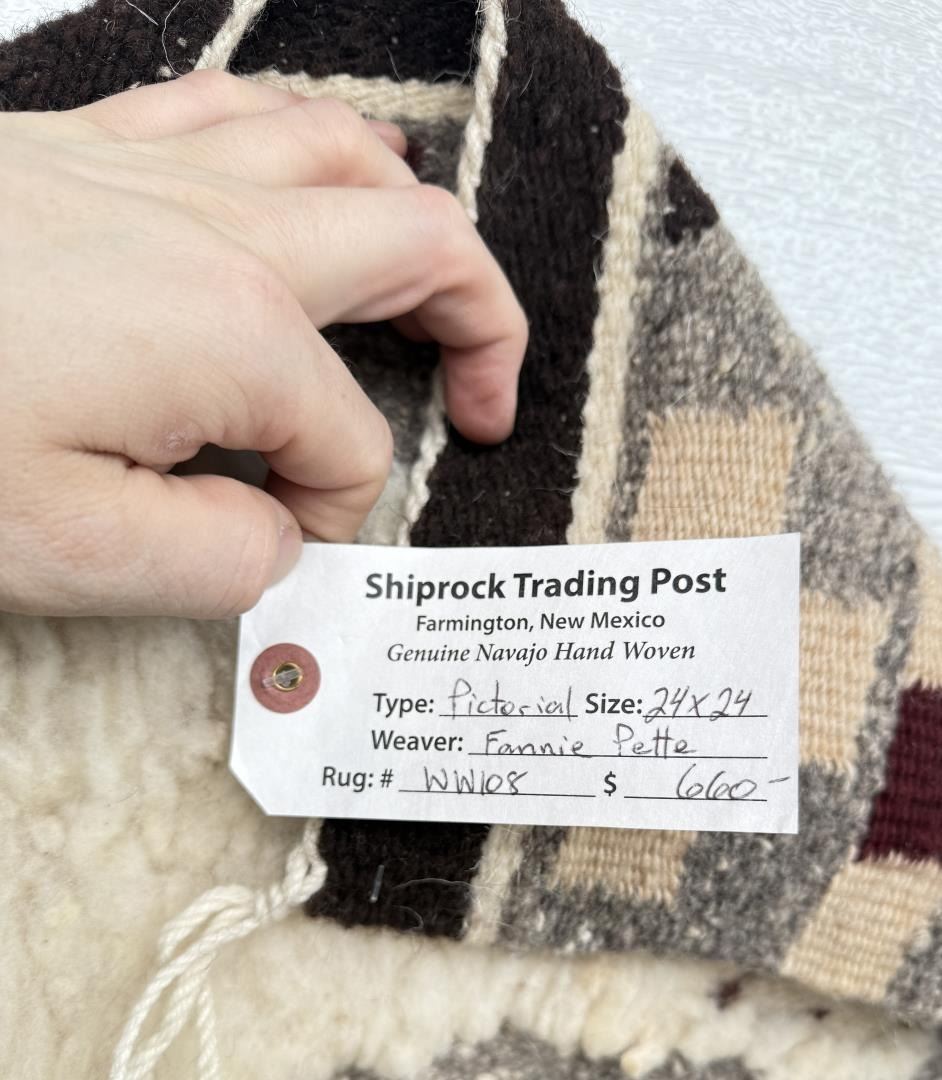 Shiprock Trading Post
Farmington, New Mexico
Genuine Navajo Hand Woven
Type: Pictorial Size: 24x24
Weaver: Fannie Pette
Rug: # WW108 $ 660-